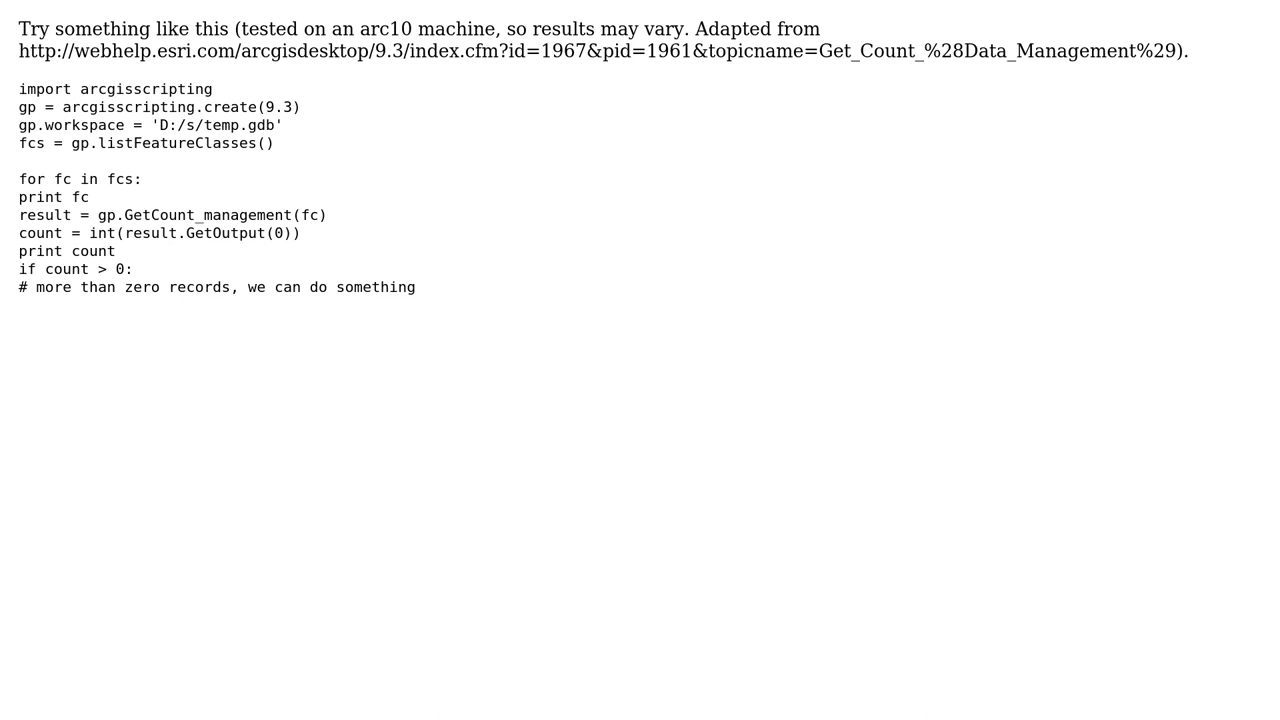 Try something like this (tested on an arc10 machine, so results may vary. Adapted from
http://webhelp.esri.com/arcgisdesktop/9.3/index.cfm?id=1967&pid=1961&topicname=Get_Count_%28Data_Management%29).
import arcgisscripting
gp = arcgisscripting.create(9.3)
gp.workspace = 'D:/s/temp.gdb'
fcs = gp.listFeatureClasses()
for fc in fcs:
print fc
result = gp.GetCount_management(fc)
count = int(result.GetOutput(0))
print count
if count > 0:
# more than zero records, we can do something